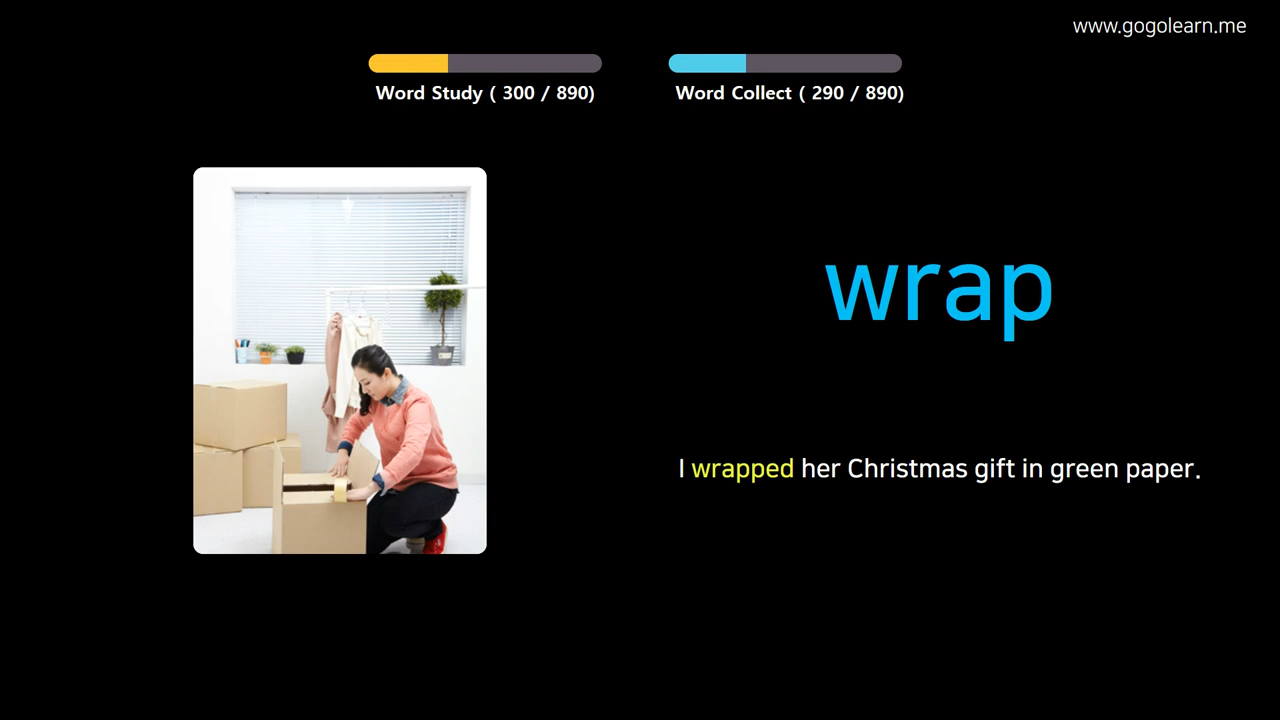 www.gogolearn.me
Word Study ( 300 / 890)
Word Collect ( 290 / 890)
wrap
I wrapped her Christmas gift in green paper.